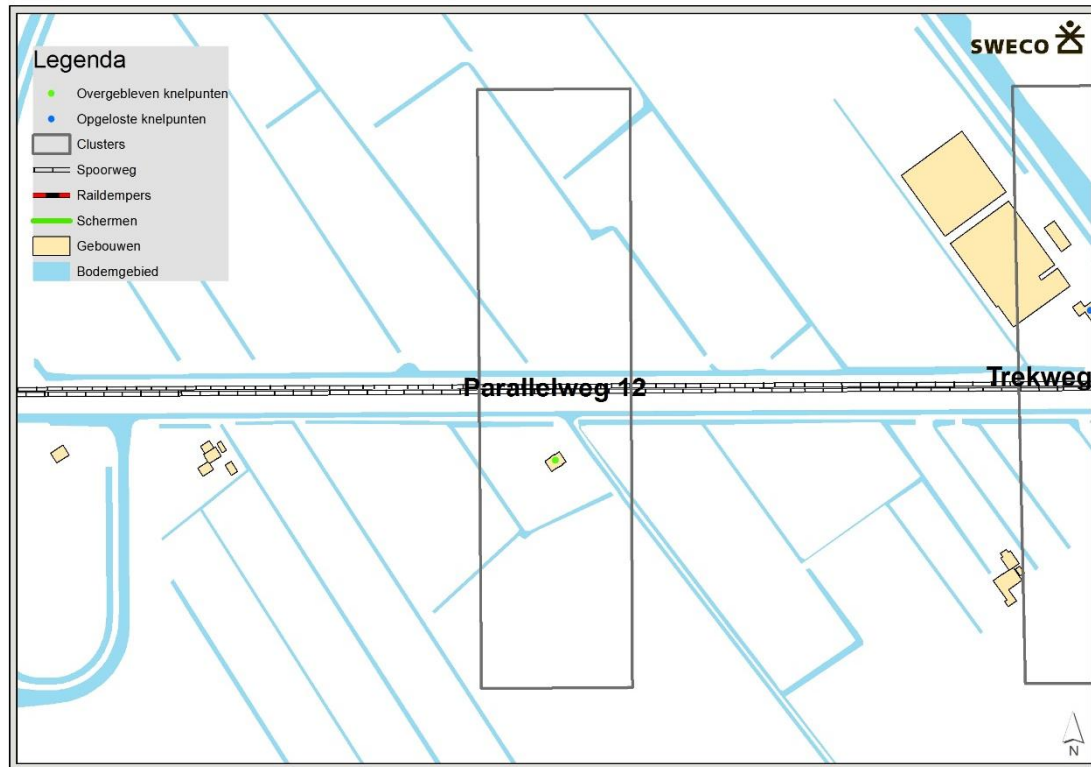 SWECO
Legenda
Overgebleven knelpunten
Opgeloste knelpunten
Clusters
Spoorweg
Raildempers
Schermen
Gebouwen
Bodemgebied
Parallelweg 12
Trekweg
N